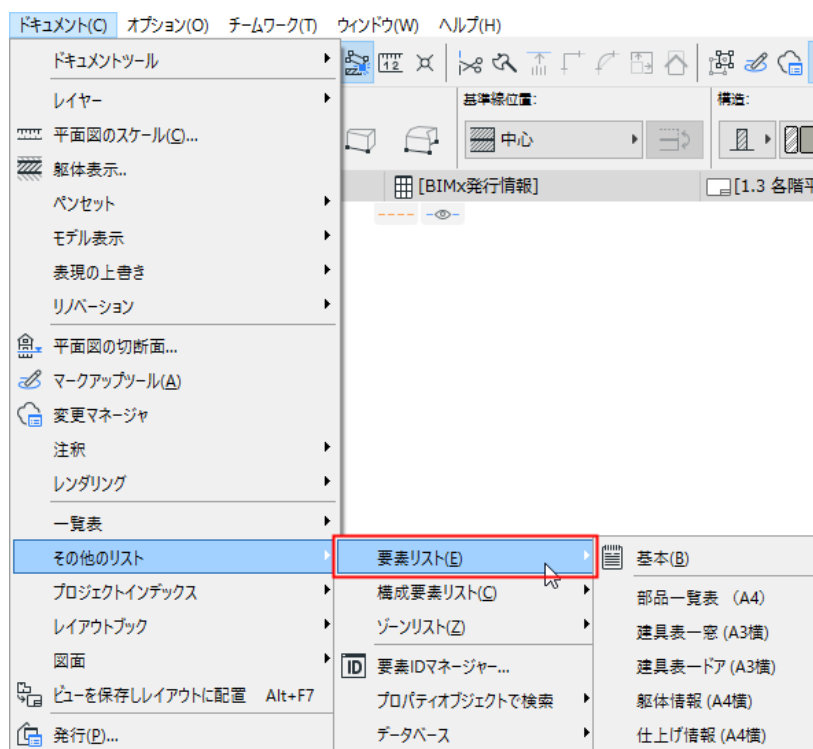 ドキュメント(C) オプション(O) チームワーク(T) ウィンドウ(W) ヘルプ(H)
ドキュメントツール
レイヤー
平面図のスケール(C)...
躯体表示..
ペンセット
モデル表示
表現の上書き
リノベーション
平面図の切断面...
マークアップツール(A)
変更マネージャ
注釈
レンダリング
一覧表
その他のリスト
プロジェクトインデックス
レイアウトブック
図面
ビューを保存しレイアウトに配置 Alt+F7
発行(P)...
1 2
基準線位置:
構造:
中心
[BIMx発行情報]
[1.3 各階平
要素リスト(E)
構成要素リスト(C)
ゾーンリスト(Z)
ID 要素IDマネージャー...
プロパティオブジェクトで検索
データベース
基本(B)
部品一覧表 (A4)
建具表ー窓 (A3横)
建具表ードア (A3横)
躯体情報 (A4横)
仕上げ情報 (A4横)